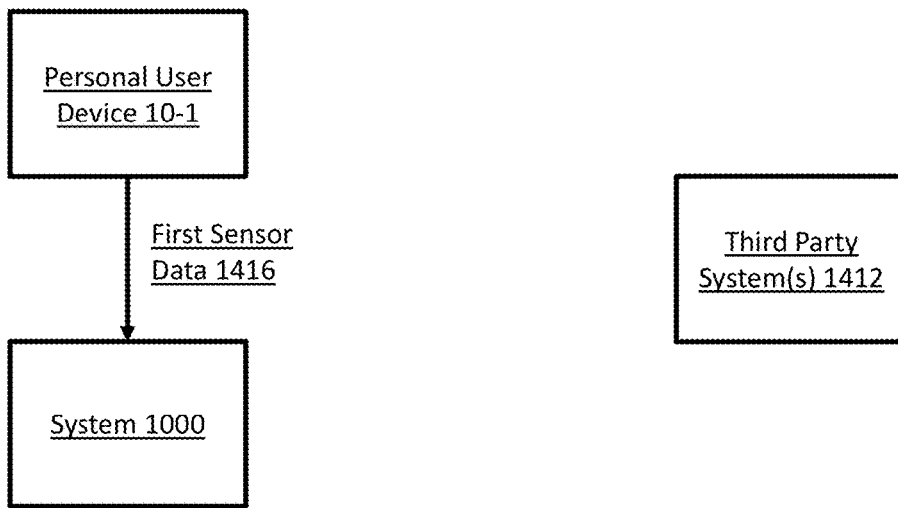 Personal User
Device 10-1
First Sensor
Data 1416
Third Party
System(s) 1412
System 1000